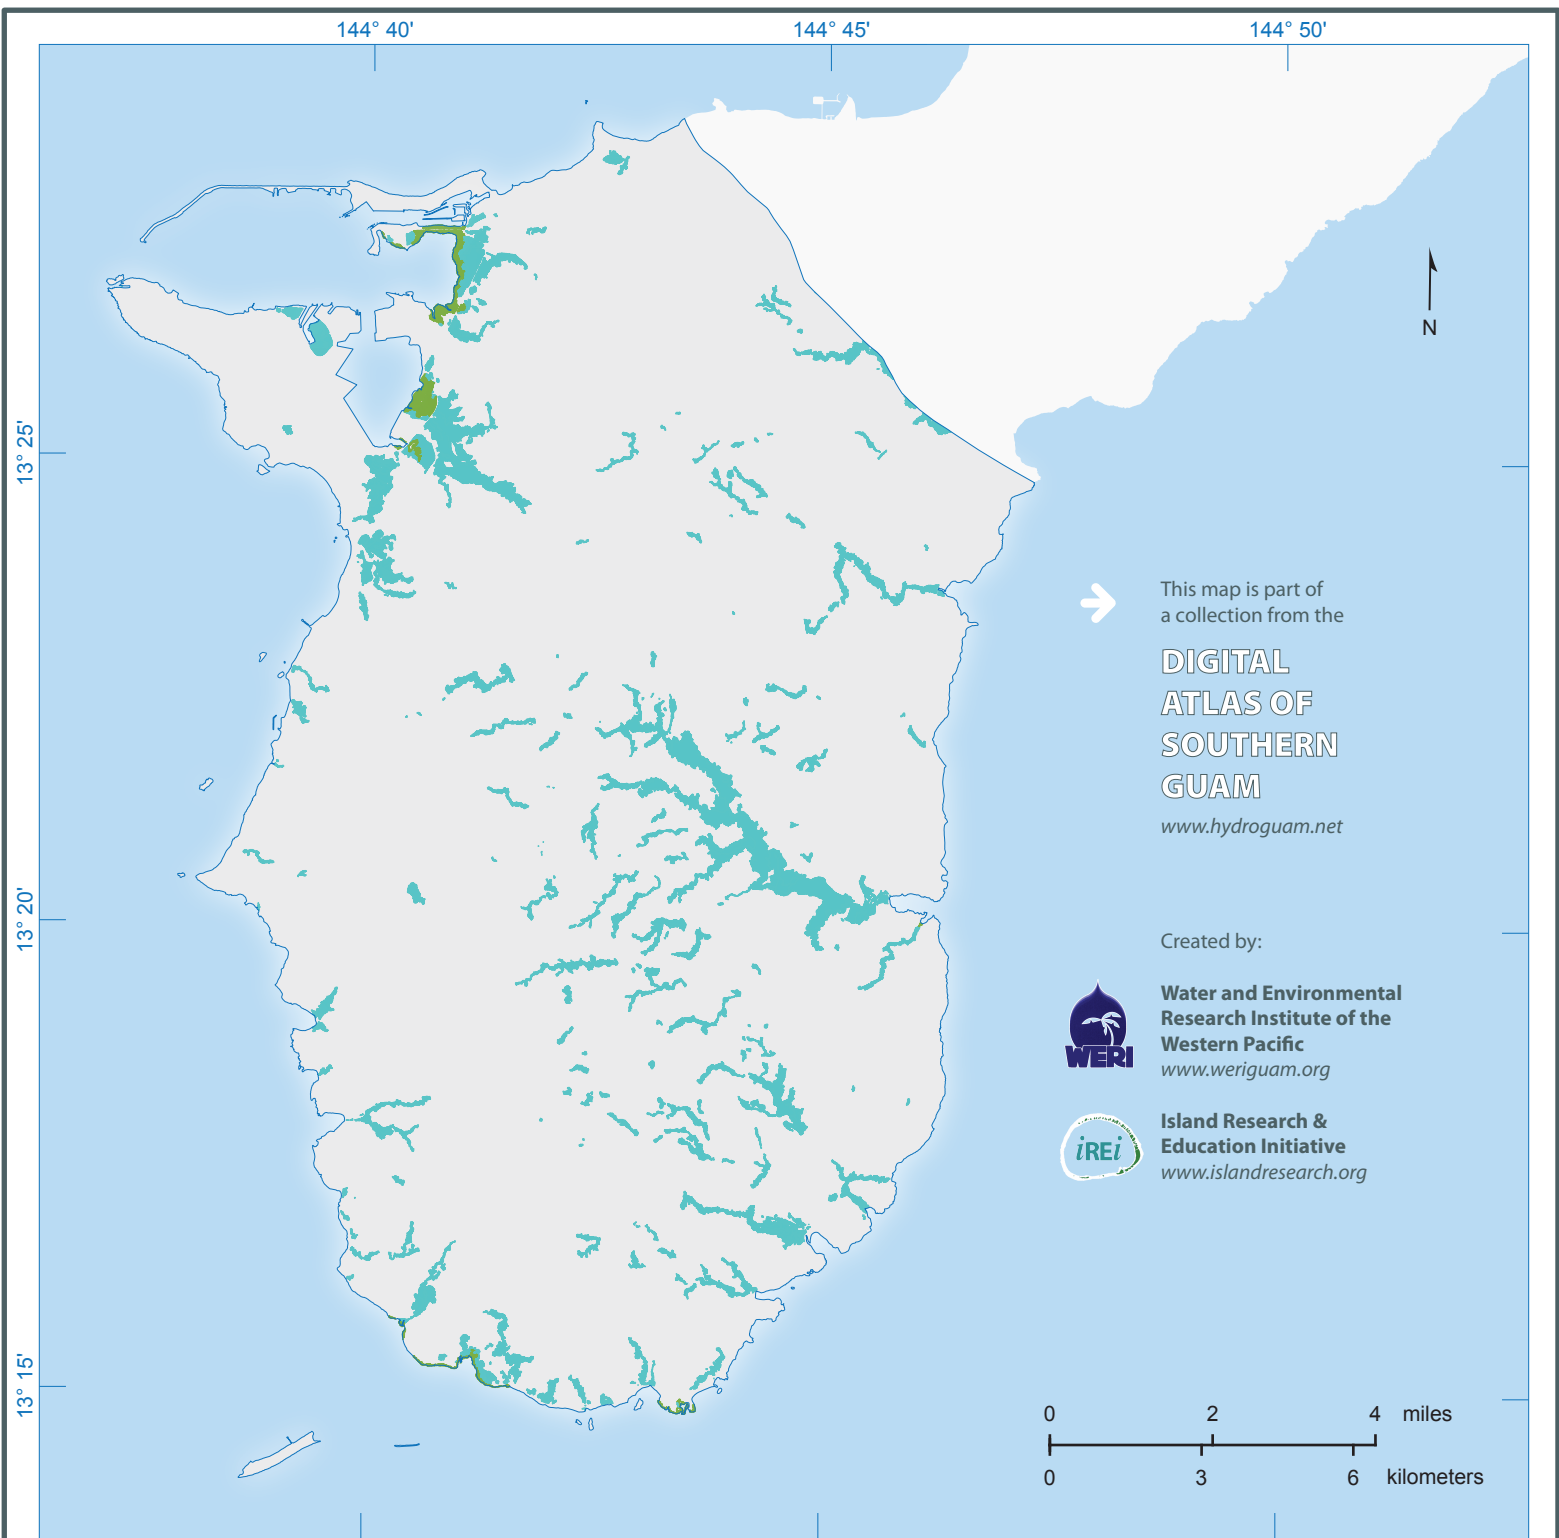 144° 40'
144° 45'
144° 50'
N
13° 25'
This map is part of
a collection from the
DIGITAL
ATLAS OF
SOUTHERN
GUAM
www.hydroguam.net
13° 20'
Created by:
WERI
Water and Environmental
Research Institute of the
Western Pacific
www.weriguam.org
iREi
Island Research &
Education Initiative
www.islandresearch.org
13° 15'
0 2 4 miles
0 3 6 kilometers